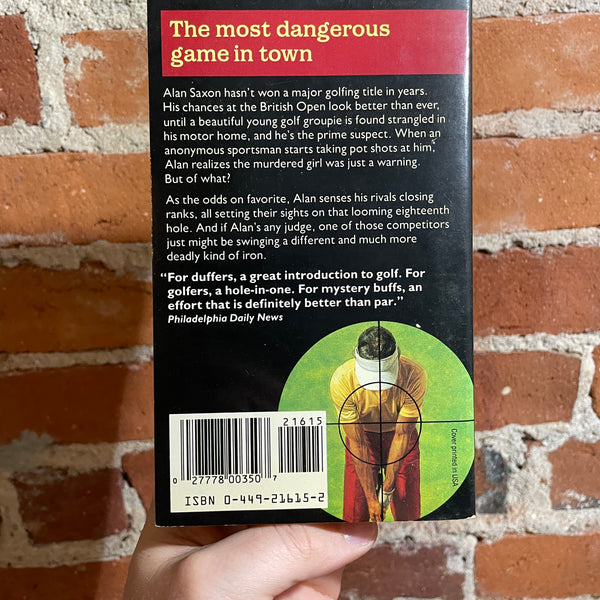 The most dangerous
game in town
Alan Saxon hasn't won a major golfing title in years.
His chances at the British Open look better than ever,
until a beautiful young golf groupie is found strangled in
his motor home, and he's the prime suspect. When an
anonymous sportsman starts taking pot shots at him,
Alan realizes the murdered girl was just a warning.
But of what?
As the odds on favorite, Alan senses his rivals closing
ranks, all setting their sights on that looming eighteenth
hole. And if Alan's any judge, one of those competitors
just might be swinging a different and much more
deadly kind of iron.
"For duffers, a great introduction to golf. For
golfers, a hole-in-one. For mystery buffs, an
effort that is definitely better than par."
Philadelphia Daily News
21615
0 27778 00350 7
ISBN 0-449-21615-2
Cover printed in USA